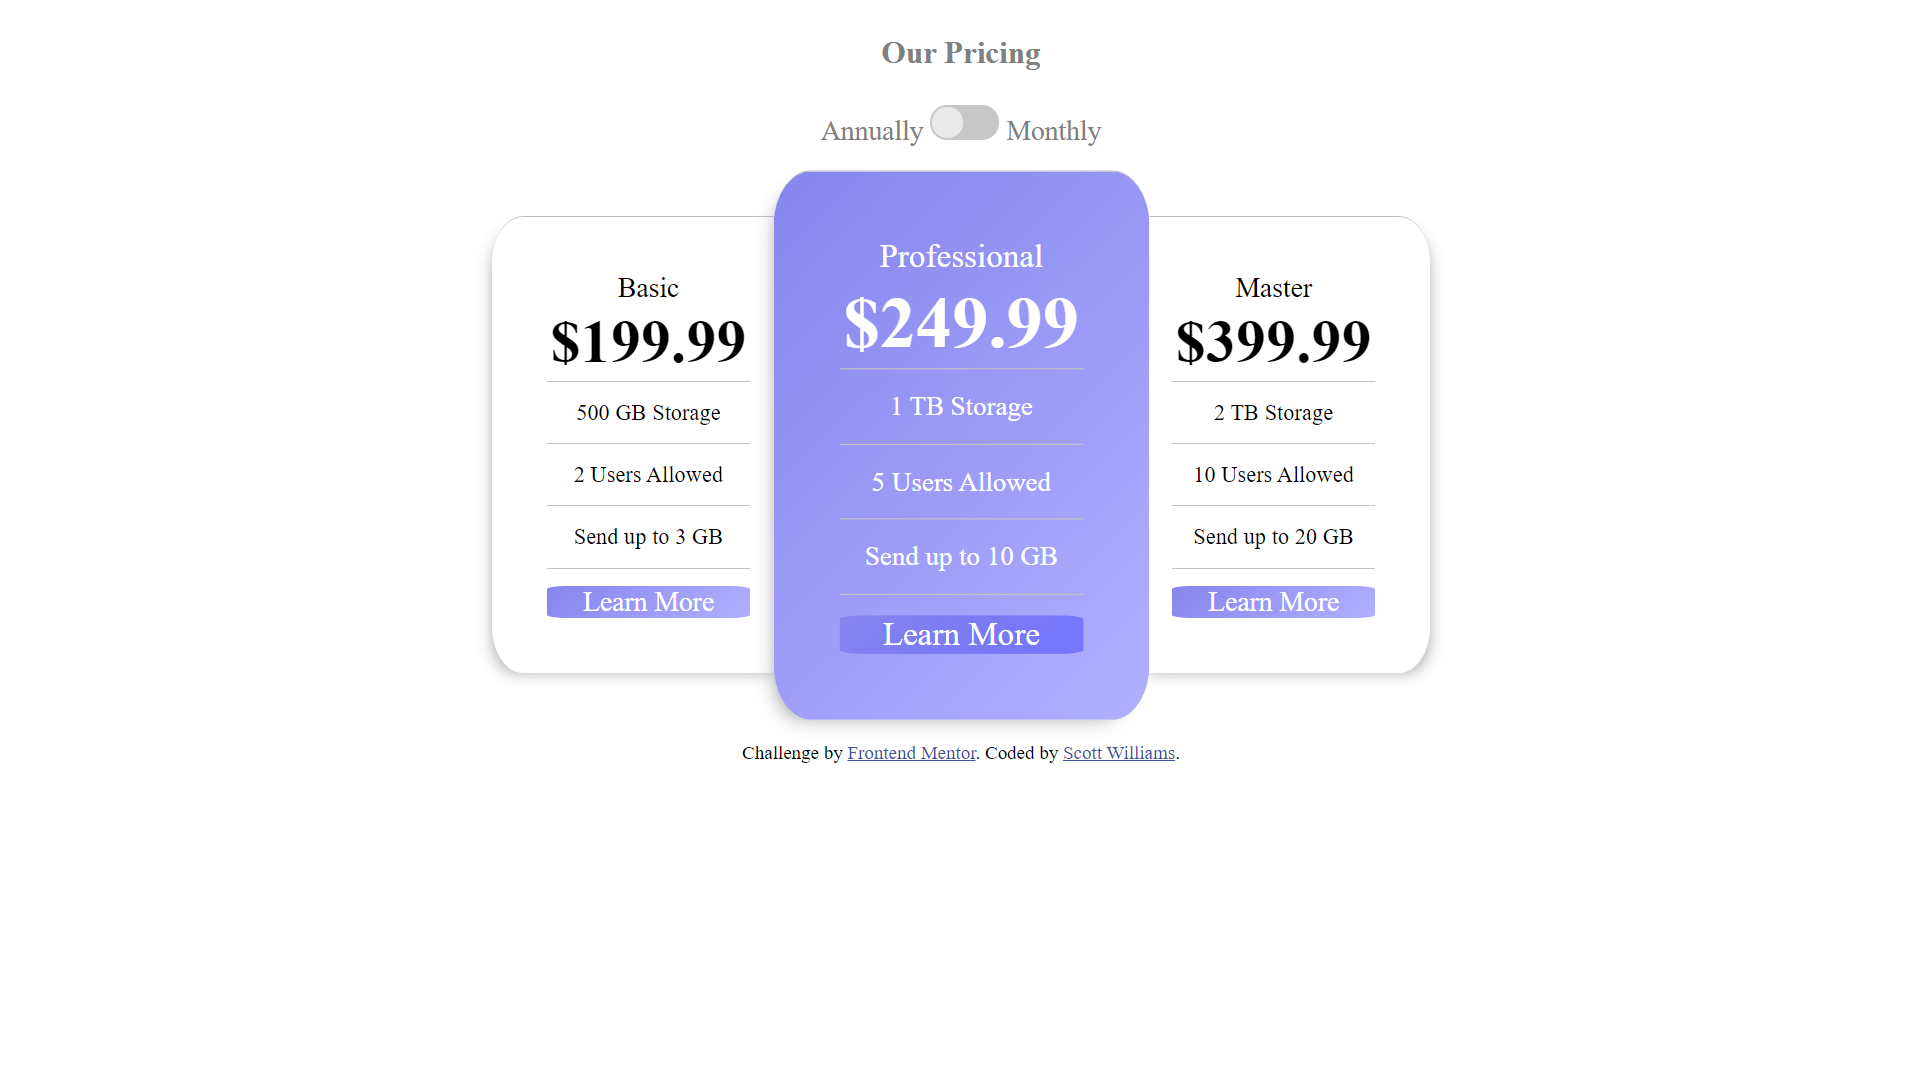 Our Pricing
Annually Monthly
Basic
$199.99
500 GB Storage
2 Users Allowed
Send up to 3 GB
Learn More
Professional
$249.99
1 TB Storage
5 Users Allowed
Send up to 10 GB
Learn More
Master
$399.99
2 TB Storage
10 Users Allowed
Send up to 20 GB
Learn More
Challenge by Frontend Mentor. Coded by Scott Williams.